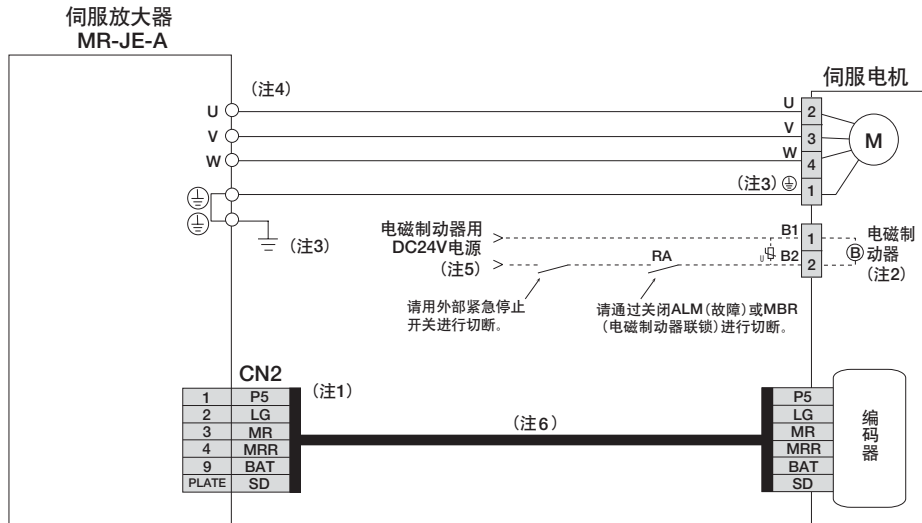 伺服放大器
MR-JE-A
伺服电机
(注4)
U
U
2
V
V
3
M
W
W
4
(注3)
1
(注3)
电磁制动器用
DC24V电源
(注5)
B1
1
电磁制
动器
(注2)
B
RA
U
B2
2
请用外部紧急停止
开关进行切断。
请通过关闭ALM(故障)或MBR
(电磁制动器联锁)进行切断。
CN2
(注1)
(注6)
1 P5
2 LG
3 MR
4 MRR
9 BAT
PLATE SD
P5
LG
MR
MRR
BAT
SD
编
码
器